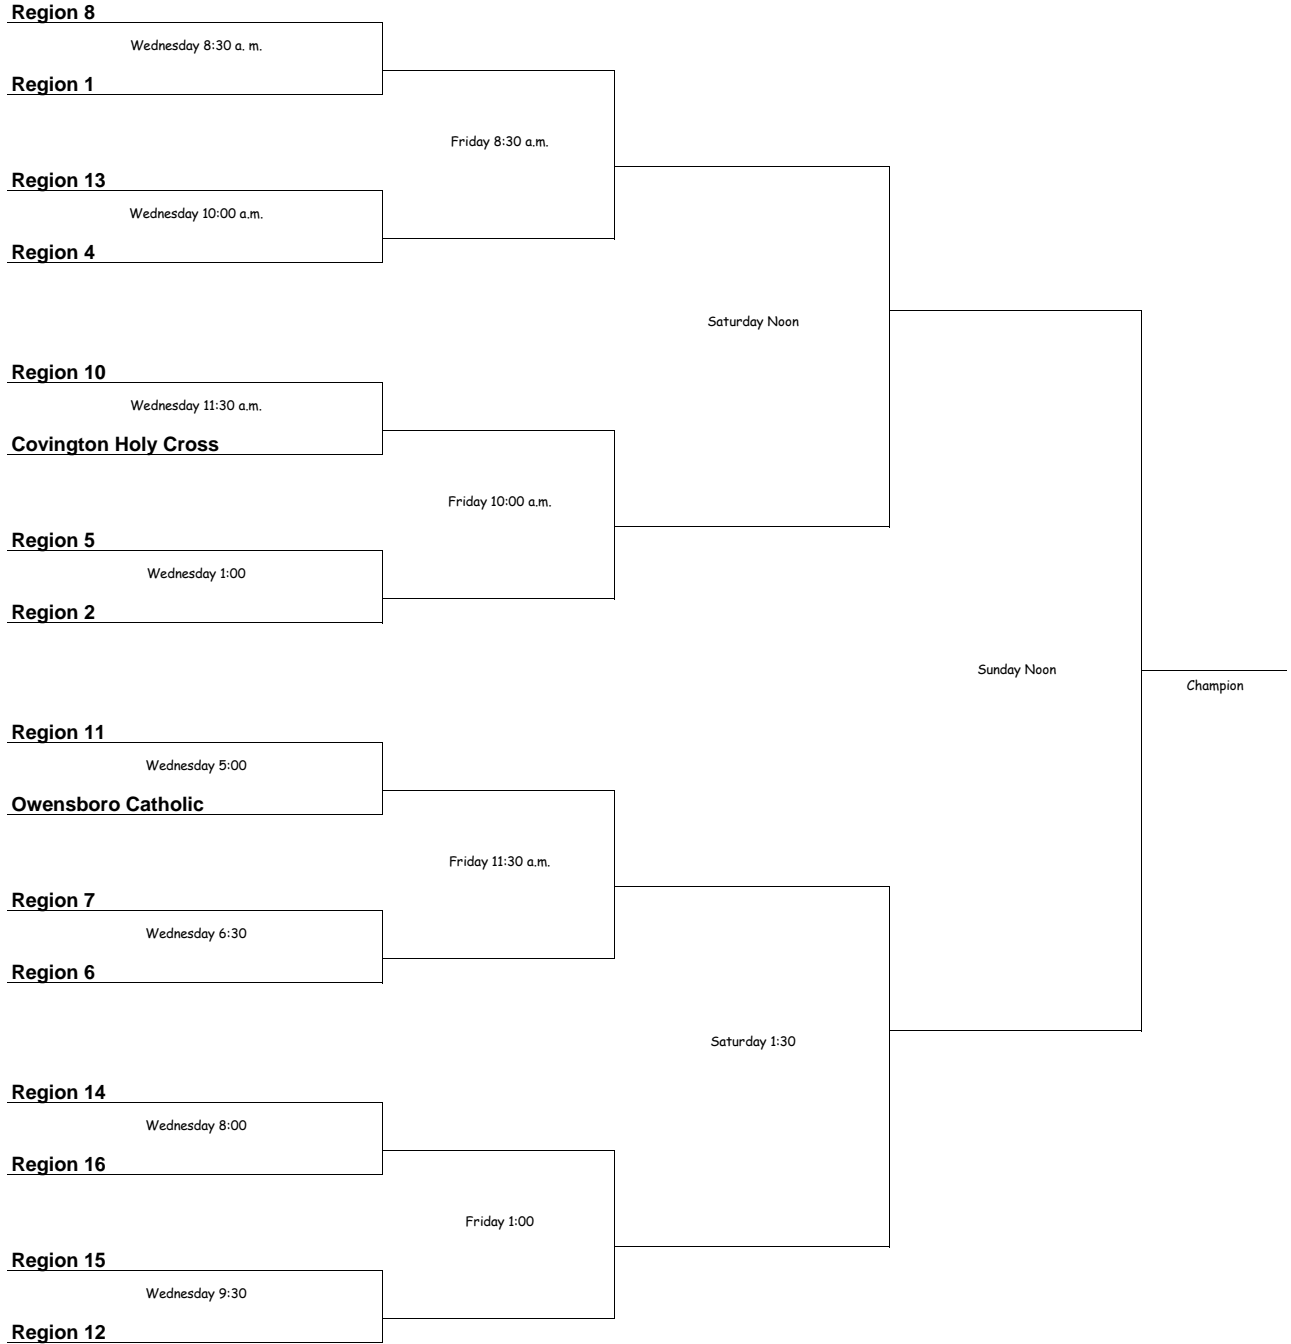 Region 8
Wednesday 8:30 a. m.
Region 1
Friday 8:30 a.m.
Region 13
Wednesday 10:00 a.m.
Region 4
Saturday Noon
Region 10
Wednesday 11:30 a.m.
Covington Holy Cross
Friday 10:00 a.m.
Region 5
Wednesday 1:00
Region 2
Sunday Noon
Champion
Region 11
Wednesday 5:00
Owensboro Catholic
Friday 11:30 a.m.
Region 7
Wednesday 6:30
Region 6
Saturday 1:30
Region 14
Wednesday 8:00
Region 16
Friday 1:00
Region 15
Wednesday 9:30
Region 12